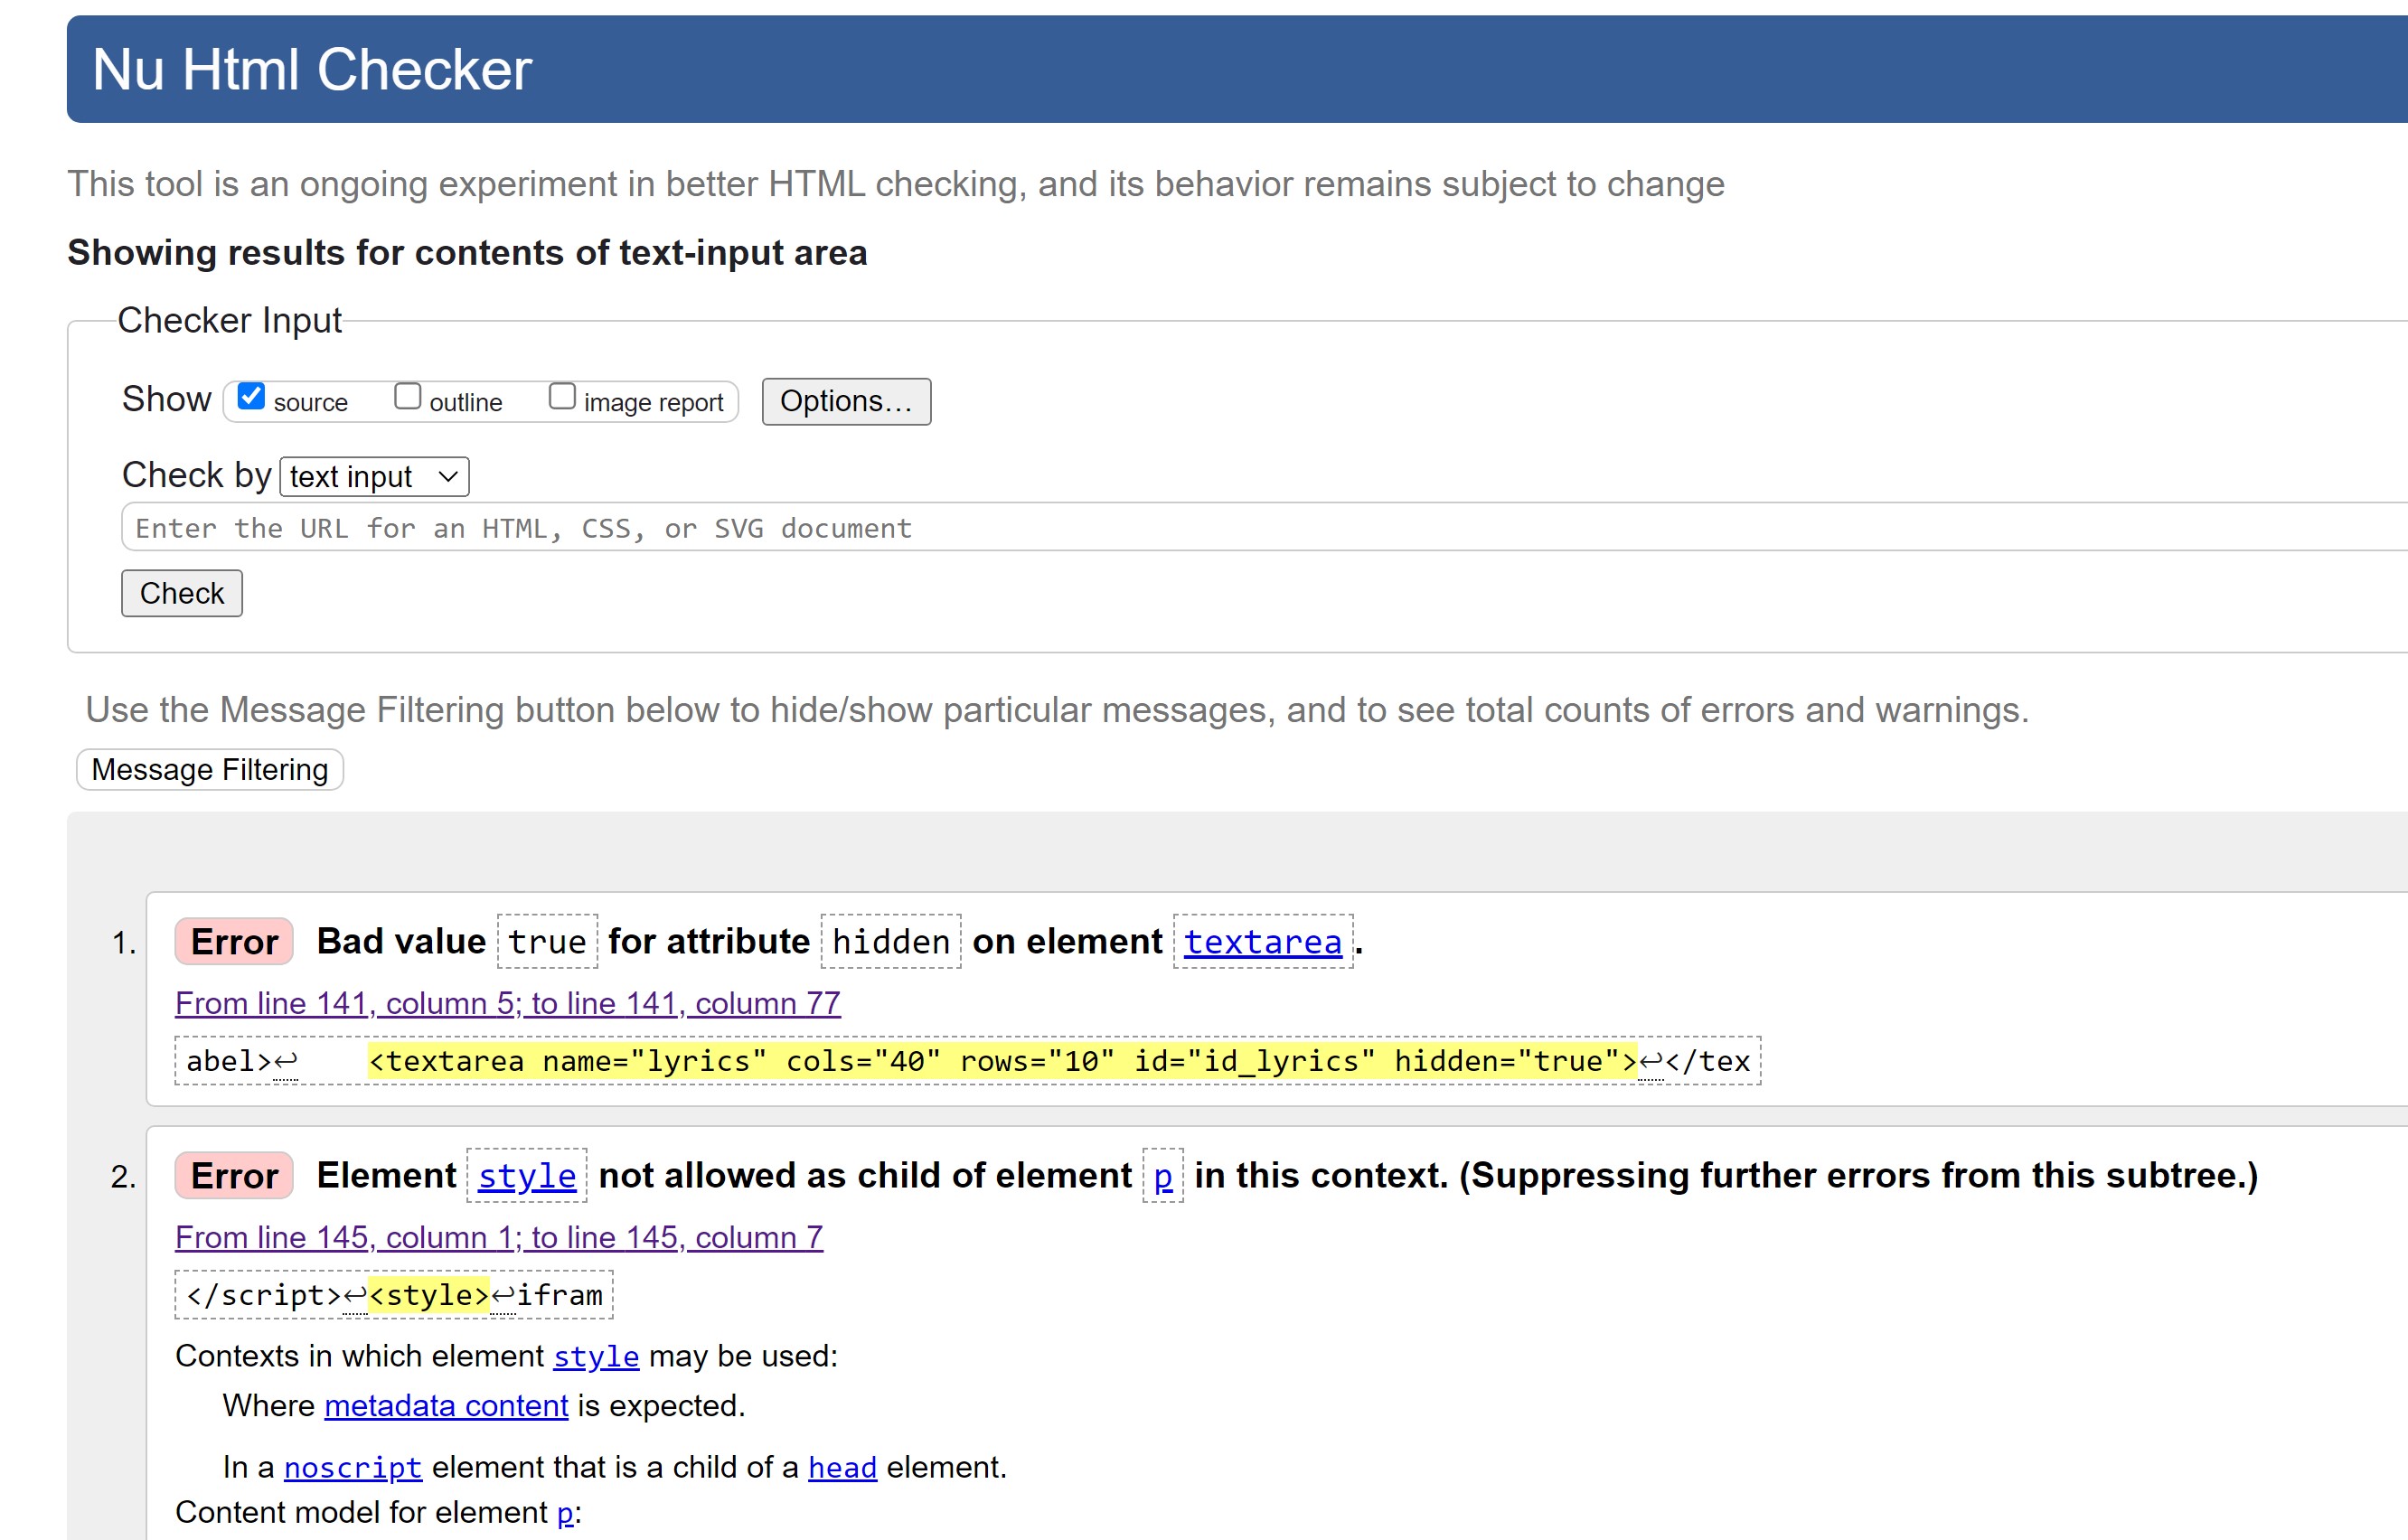 Nu Html Checker
This tool is an ongoing experiment in better HTML checking, and its behavior remains subject to change
Showing results for contents of text-input area
Checker Input
Show source outline image report Options…
Check by text input
Enter the URL for an HTML, CSS, or SVG document
Check
Use the Message Filtering button below to hide/show particular messages, and to see total counts of errors and warnings.
Message Filtering
1. Error Bad value true for attribute hidden on element textarea.
From line 141, column 5; to line 141, column 77
abel>↩    <textarea name="lyrics" cols="40" rows="10" id="id_lyrics" hidden="true">↩</tex
2. Error Element style not allowed as child of element p in this context. (Suppressing further errors from this subtree.)
From line 145, column 1; to line 145, column 7
</script>↩<style>↩ifram
Contexts in which element style may be used:
Where metadata content is expected.
In a noscript element that is a child of a head element.
Content model for element p: